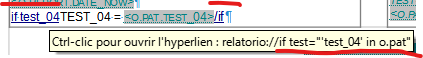 if test_04TEST_04 = <O.PAT.TEST_04>/if¶
Ctrl-clic pour ouvrir l'hyperlien : relatorio://if test="'test_04' in o.pat"